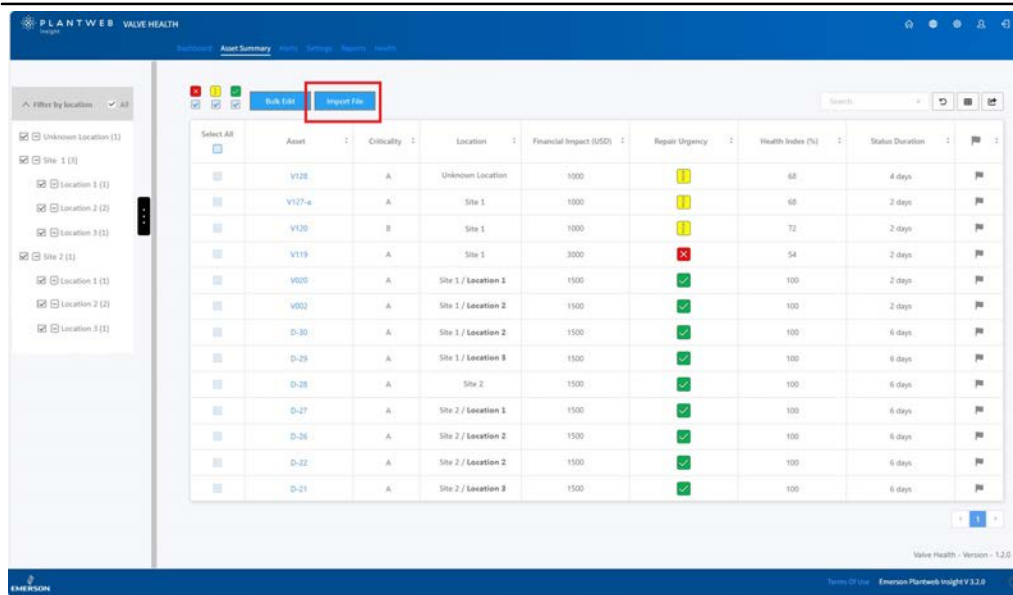 PLANTWEB VALVE HEALTH
Insight
Dashboard Asset Summary Alerts Settings Reports Health
Filter by location All
Bulk Edit Import File Search
Unknown Location (1)
Site 1 (3)
Location 1 (1)
Location 2 (2)
Location 3 (1)
Site 2 (1)
Location 1 (1)
Location 2 (2)
Location 3 (1)
Select All Asset Criticality Location Financial Impact (USD) Repair Urgency Health Index (%) Status Duration
V128 A Unknown Location 1000 68 4 days
V127-a A Site 1 1000 68 2 days
V120 B Site 1 1000 72 2 days
V119 A Site 1 3000 54 2 days
V020 A Site 1 / Location 1 1500 100 2 days
V002 A Site 1 / Location 2 1500 100 2 days
D-30 A Site 1 / Location 2 1500 100 6 days
D-29 A Site 1 / Location 3 1500 100 6 days
D-28 A Site 2 1500 100 6 days
D-27 A Site 2 / Location 1 1500 100 6 days
D-26 A Site 2 / Location 2 1500 100 6 days
D-22 A Site 2 / Location 2 1500 100 6 days
D-21 A Site 2 / Location 3 1500 100 6 days
1
Valve Health - Version - 1.2.0
EMERSON Terms Of Use Emerson Plantweb Insight V 3.2.0